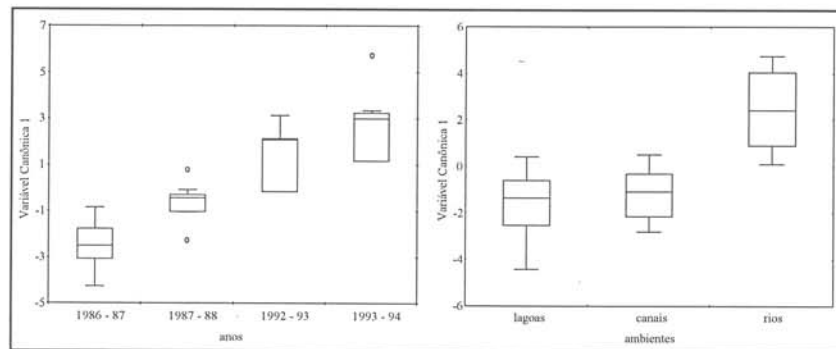 Variável Canônica 1
7
5
3
1
-1
-3
-5
1986 - 87 1987 - 88 1992 - 93 1993 - 94
anos
Variável Canônica 1
6
4
2
0
-2
-4
-6
lagoas canais rios
ambientes